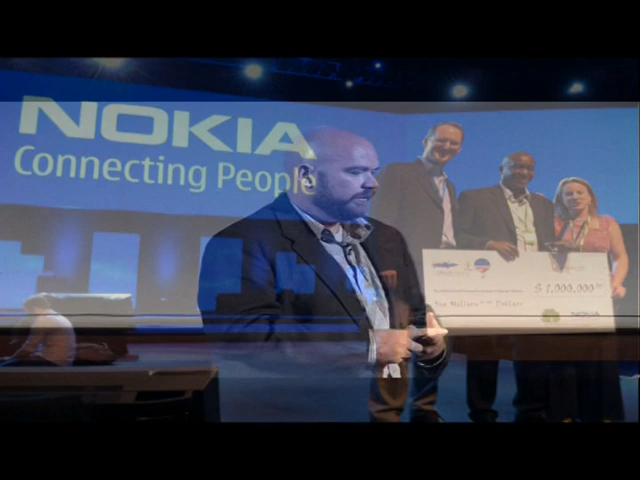 NOKIA
Connecting People
$1,000,000
One Million Dollars
NOKIA